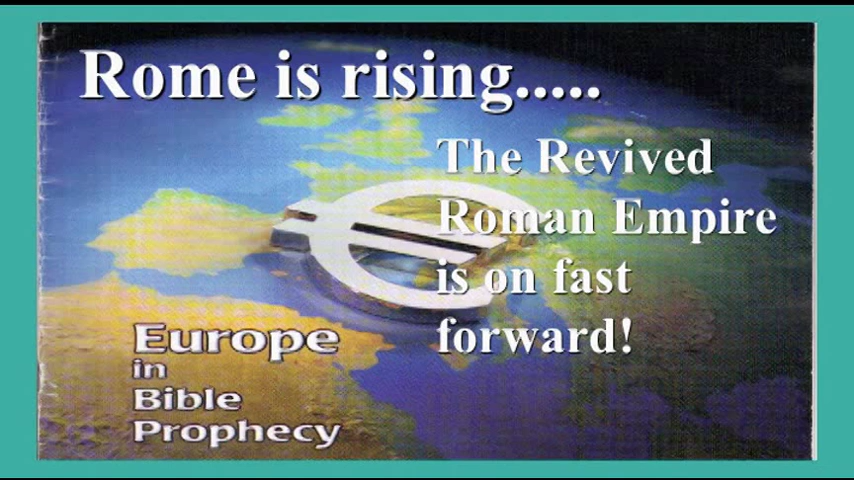 Rome is rising.....
The Revived
Roman Empire
is on fast
forward!
Europe
in
Bible
Prophecy